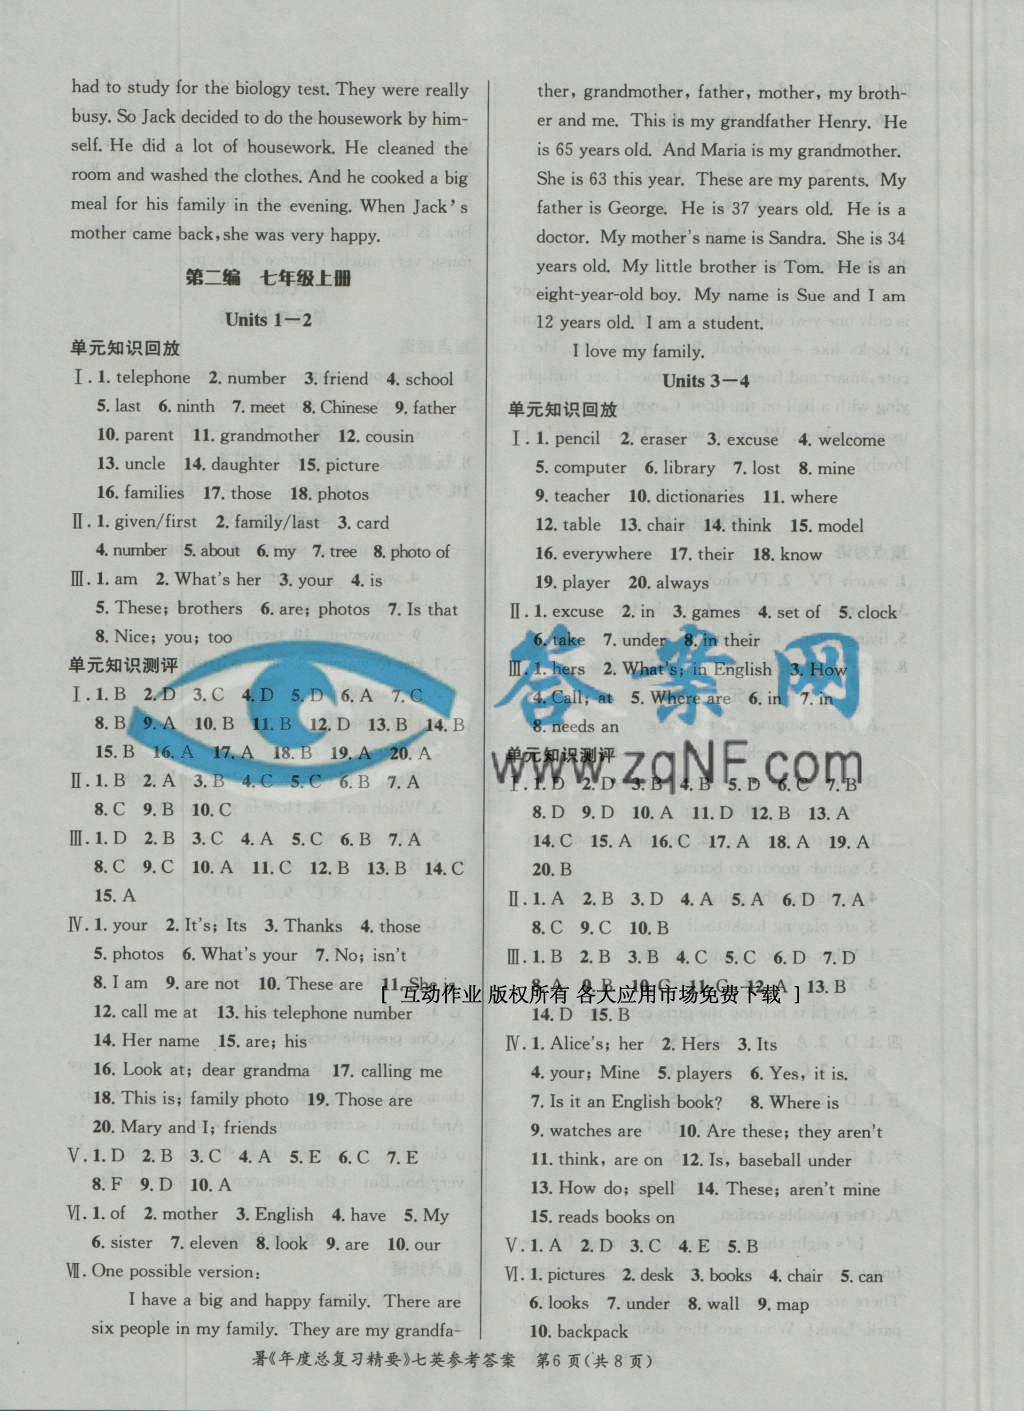 had to study for the biology test. They were really
busy. So Jack decided to do the housework by him-
self. He did a lot of housework. He cleaned the
room and washed the clothes. And he cooked a big
meal for his family in the evening. When Jack's
mother came back, she was very happy.
第二编 七年级上册
Units 1-2
单元知识回放
Ⅰ. 1. telephone 2. number 3. friend 4. school
5. last 6. ninth 7. meet 8. Chinese 9. father
10. parent 11. grandmother 12. cousin
13. uncle 14. daughter 15. picture
16. families 17. those 18. photos
Ⅱ. 1. given/first 2. family/last 3. card
4. number 5. about 6. my 7. tree 8. photo of
Ⅲ. 1. am 2. What's her 3. your 4. is
5. These; brothers 6. are; photos 7. Is that
8. Nice; you; too
单元知识测评
Ⅰ. 1. B 2. D 3. C 4. D 5. D 6. A 7. C
8. B 9. A 10. B 11. B 12. D 13. B 14. B
15. B 16. A 17. A 18. B 19. A 20. A
Ⅱ. 1. B 2. A 3. B 4. C 5. C 6. B 7. A
8. C 9. B 10. C
Ⅲ. 1. D 2. B 3. C 4. A 5. C 6. B 7. A
8. C 9. C 10. A 11. C 12. B 13. B 14. C
15. A
Ⅳ. 1. your 2. It's; Its 3. Thanks 4. those
5. photos 6. What's your 7. No; isn't
8. I am 9. are not 10. These are 11. She is
12. call me at 13. his telephone number
14. Her name 15. are; his
16. Look at; dear grandma 17. calling me
18. This is; family photo 19. Those are
20. Mary and I; friends
Ⅴ. 1. D 2. B 3. C 4. A 5. E 6. C 7. E
8. F 9. D 10. A
Ⅵ. 1. of 2. mother 3. English 4. have 5. My
6. sister 7. eleven 8. look 9. are 10. our
Ⅶ. One possible version:
I have a big and happy family. There are
six people in my family. They are my grandfa-
ther, grandmother, father, mother, my broth-
er and me. This is my grandfather Henry. He
is 65 years old. And Maria is my grandmother.
She is 63 this year. These are my parents. My
father is George. He is 37 years old. He is a
doctor. My mother's name is Sandra. She is 34
years old. My little brother is Tom. He is an
eight-year-old boy. My name is Sue and I am
12 years old. I am a student.
I love my family.
Units 3-4
单元知识回放
Ⅰ. 1. pencil 2. eraser 3. excuse 4. welcome
5. computer 6. library 7. lost 8. mine
9. teacher 10. dictionaries 11. where
12. table 13. chair 14. think 15. model
16. everywhere 17. their 18. know
19. player 20. always
Ⅱ. 1. excuse 2. in 3. games 4. set of 5. clock
6. take 7. under 8. in their
Ⅲ. 1. hers 2. What's; in English 3. How
4. Call; at 5. Where are 6. in 7. in
8. needs an
单元知识测评
Ⅰ. 1. D 2. D 3. B 4. B 5. D 6. C 7. B
8. D 9. D 10. A 11. D 12. B 13. A
14. C 15. A 16. C 17. A 18. A 19. A
20. B
Ⅱ. 1. A 2. B 3. D 4. A 5. A 6. D 7. A
8. C 9. C 10. B
Ⅲ. 1. B 2. B 3. B 4. C 5. C 6. D 7. D
8. A 9. B 10. G 11. G 12. A 13. B
14. D 15. B
Ⅳ. 1. Alice's; her 2. Hers 3. Its
4. your; Mine 5. players 6. Yes, it is.
7. Is it an English book? 8. Where is
9. watches are 10. Are these; they aren't
11. think, are on 12. Is, baseball under
13. How do; spell 14. These; aren't mine
15. reads books on
Ⅴ. 1. A 2. D 3. C 4. E 5. B
Ⅵ. 1. pictures 2. desk 3. books 4. chair 5. can
6. looks 7. under 8. wall 9. map
10. backpack
暑《年度总复习精要》七英参考答案 第6页(共8页)
答案网
www.zqNF.com
[ 互动作业 版权所有 各大应用市场免费下载 ]